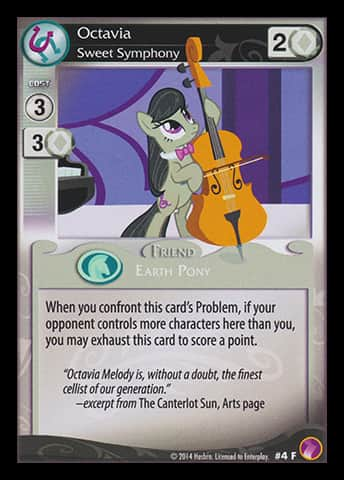 Octavia
Sweet Symphony
2
COST
3
3
FRIEND
EARTH PONY
When you confront this card's Problem, if your
opponent controls more characters here than you,
you may exhaust this card to score a point.
"Octavia Melody is, without a doubt, the finest
cellist of our generation."
–excerpt from The Canterlot Sun, Arts page
© 2014 Hasbro. Licensed to Enterplay. #4 F